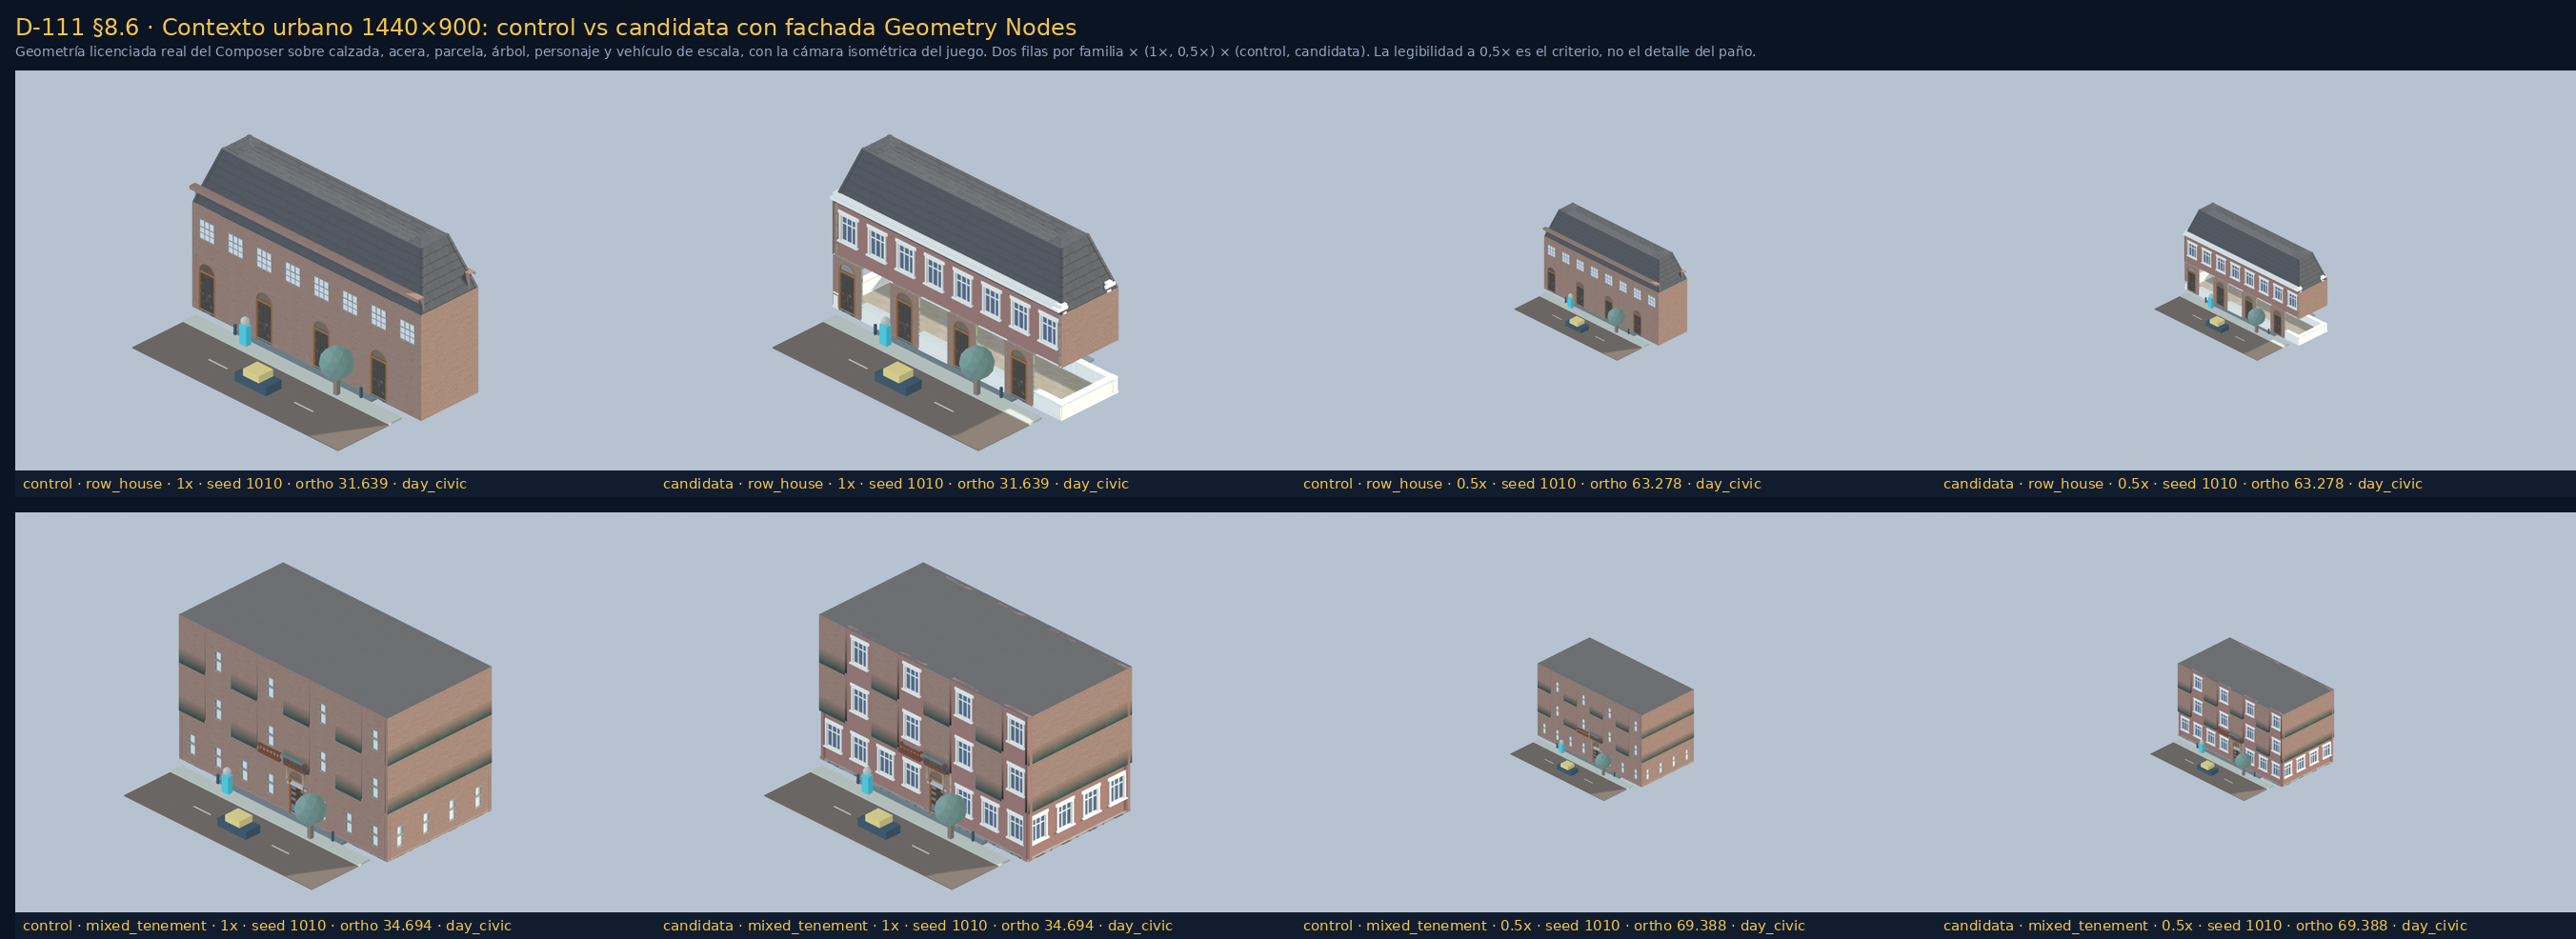 D-111 §8.6 · Contexto urbano 1440×900: control vs candidata con fachada Geometry Nodes
Geometría licenciada real del Composer sobre calzada, acera, parcela, árbol, personaje y vehículo de escala, con la cámara isométrica del juego. Dos filas por familia × (1×, 0,5×) × (control, candidata). La legibilidad a 0,5× es el criterio, no el detalle del paño.
control · row_house · 1x · seed 1010 · ortho 31.639 · day_civic
candidata · row_house · 1x · seed 1010 · ortho 31.639 · day_civic
control · row_house · 0.5x · seed 1010 · ortho 63.278 · day_civic
candidata · row_house · 0.5x · seed 1010 · ortho 63.278 · day_civic
control · mixed_tenement · 1x · seed 1010 · ortho 34.694 · day_civic
candidata · mixed_tenement · 1x · seed 1010 · ortho 34.694 · day_civic
control · mixed_tenement · 0.5x · seed 1010 · ortho 69.388 · day_civic
candidata · mixed_tenement · 0.5x · seed 1010 · ortho 69.388 · day_civic